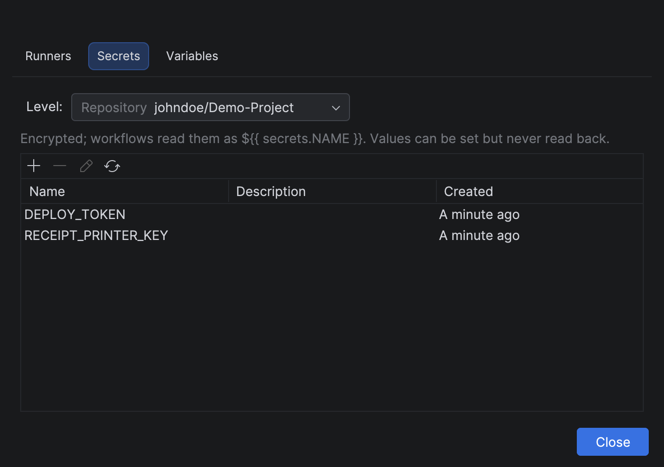 Runners Secrets Variables
Level: Repository johndoe/Demo-Project
Encrypted; workflows read them as ${{ secrets.NAME }}. Values can be set but never read back.
Name Description Created
DEPLOY_TOKEN A minute ago
RECEIPT_PRINTER_KEY A minute ago
Close